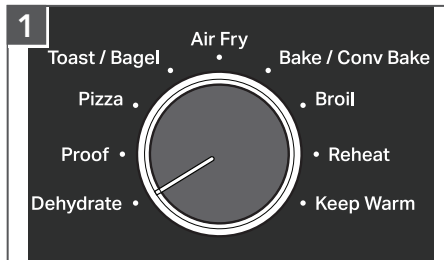 1
Air Fry
Toast / Bagel
Bake / Conv Bake
Pizza
Broil
Proof
Reheat
Dehydrate
Keep Warm